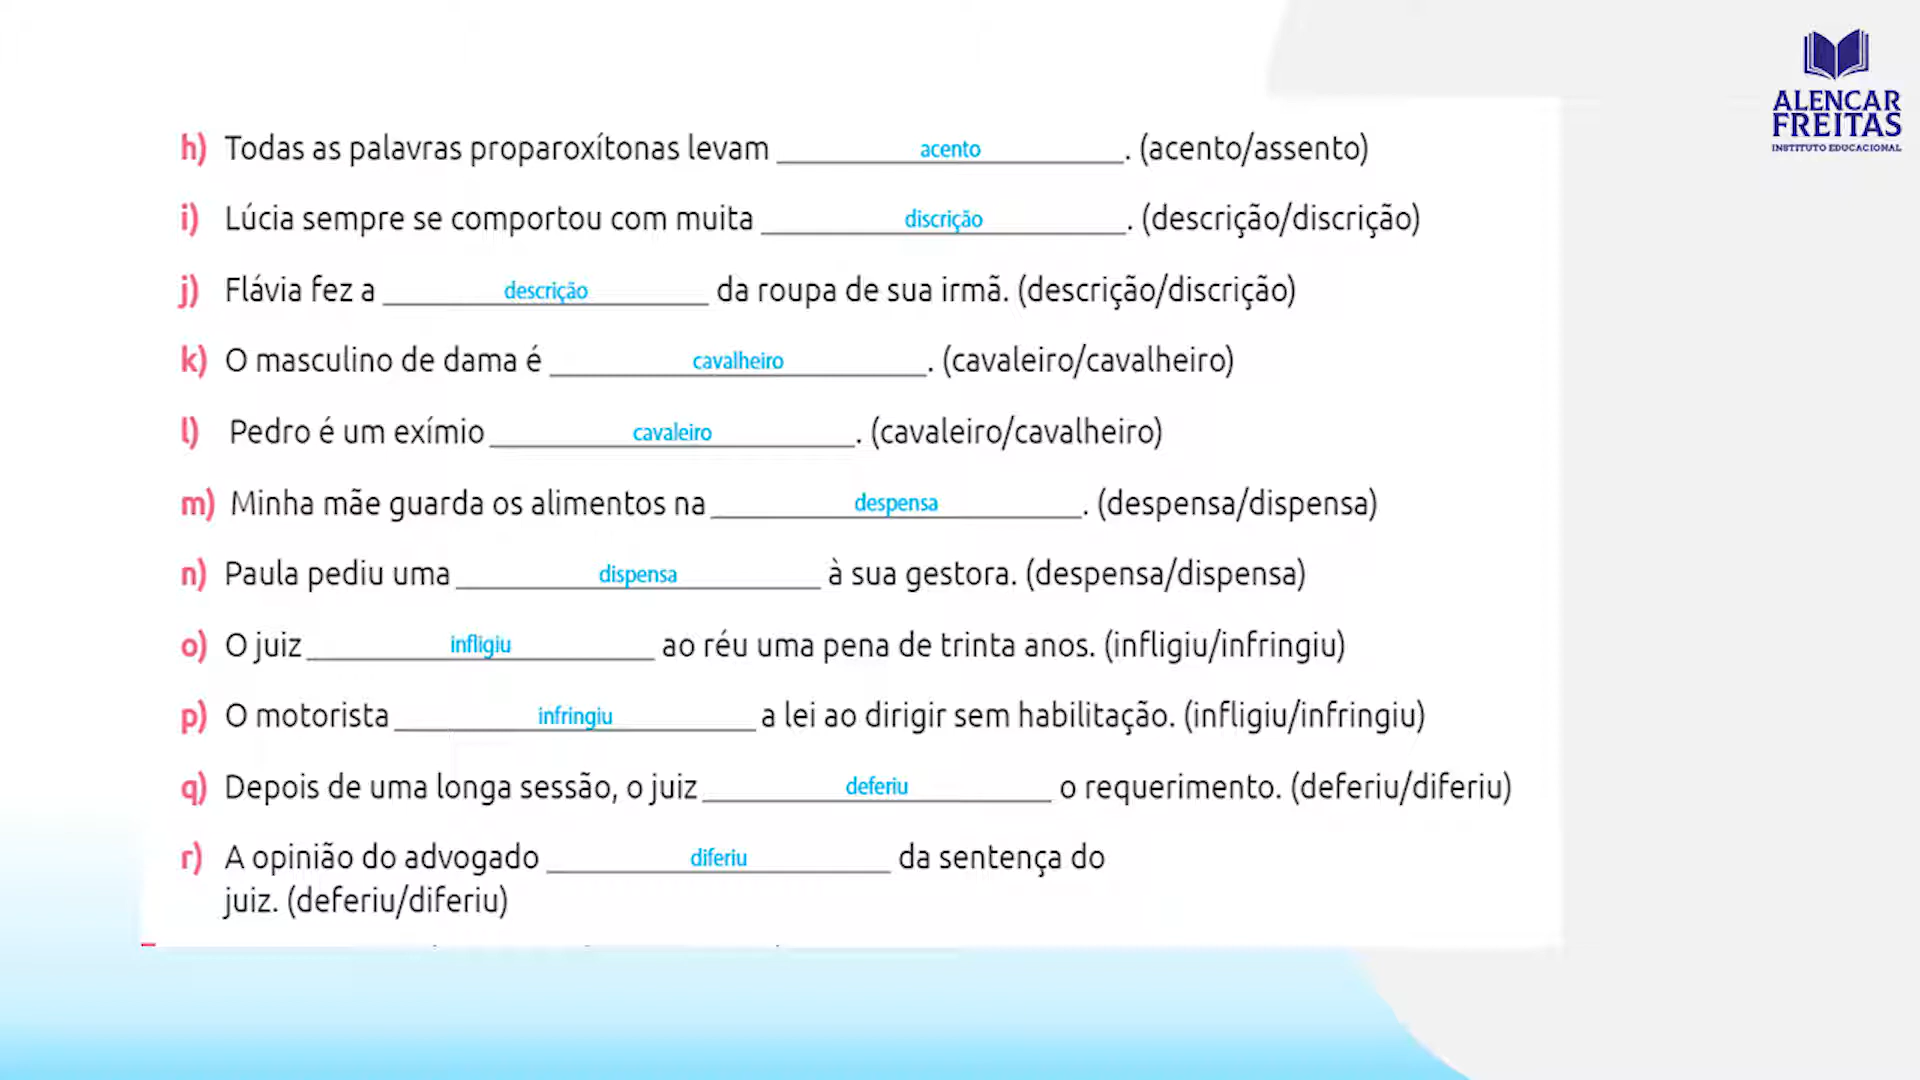 ALENCAR
FREITAS
INSTITUTO EDUCACIONAL
h) Todas as palavras proparoxítonas levam acento. (acento/assento)
i) Lúcia sempre se comportou com muita discrição. (descrição/discrição)
j) Flávia fez a descrição da roupa de sua irmã. (descrição/discrição)
k) O masculino de dama é cavalheiro. (cavaleiro/cavalheiro)
l) Pedro é um exímio cavaleiro. (cavaleiro/cavalheiro)
m) Minha mãe guarda os alimentos na despensa. (despensa/dispensa)
n) Paula pediu uma dispensa à sua gestora. (despensa/dispensa)
o) O juiz infligiu ao réu uma pena de trinta anos. (infligiu/infringiu)
p) O motorista infringiu a lei ao dirigir sem habilitação. (infligiu/infringiu)
q) Depois de uma longa sessão, o juiz deferiu o requerimento. (deferiu/diferiu)
r) A opinião do advogado diferiu da sentença do
juiz. (deferiu/diferiu)